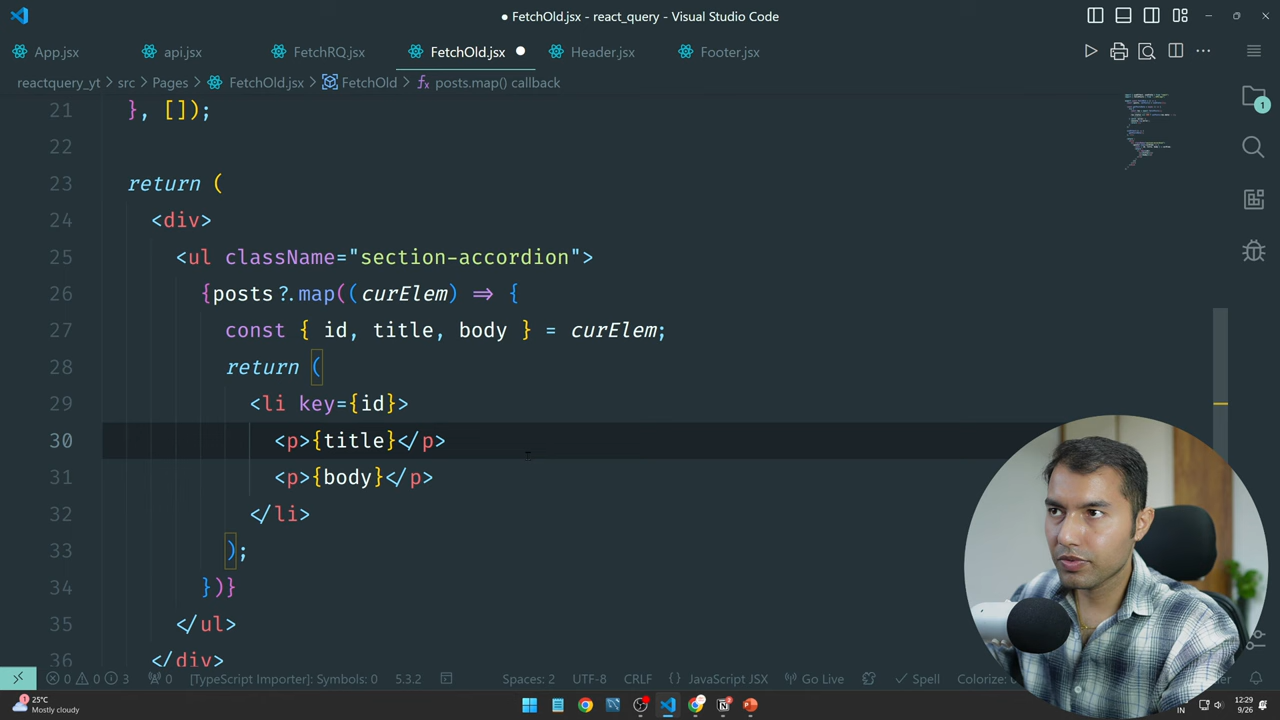 FetchOld.jsx - react_query - Visual Studio Code
App.jsx
api.jsx
FetchRQ.jsx
FetchOld.jsx
Header.jsx
Footer.jsx
reactquery_yt > src > Pages > FetchOld.jsx > FetchOld > posts.map() callback
21 }, []);
22
23 return (
24 <div>
25 <ul className="section-accordion">
26 {posts?.map((curElem) => {
27 const { id, title, body } = curElem;
28 return (
29 <li key={id}>
30 <p>{title}</p>
31 <p>{body}</p>
32 </li>
33 );
34 })}
35 </ul>
36 </div>
1
0 0 3 0 [TypeScript Importer]: Symbols: 0 5.3.2 Spaces: 2 UTF-8 CRLF {} JavaScript JSX Go Live Spell Colorize: 0
25°C
Mostly cloudy
1
IN
12:29
9/26